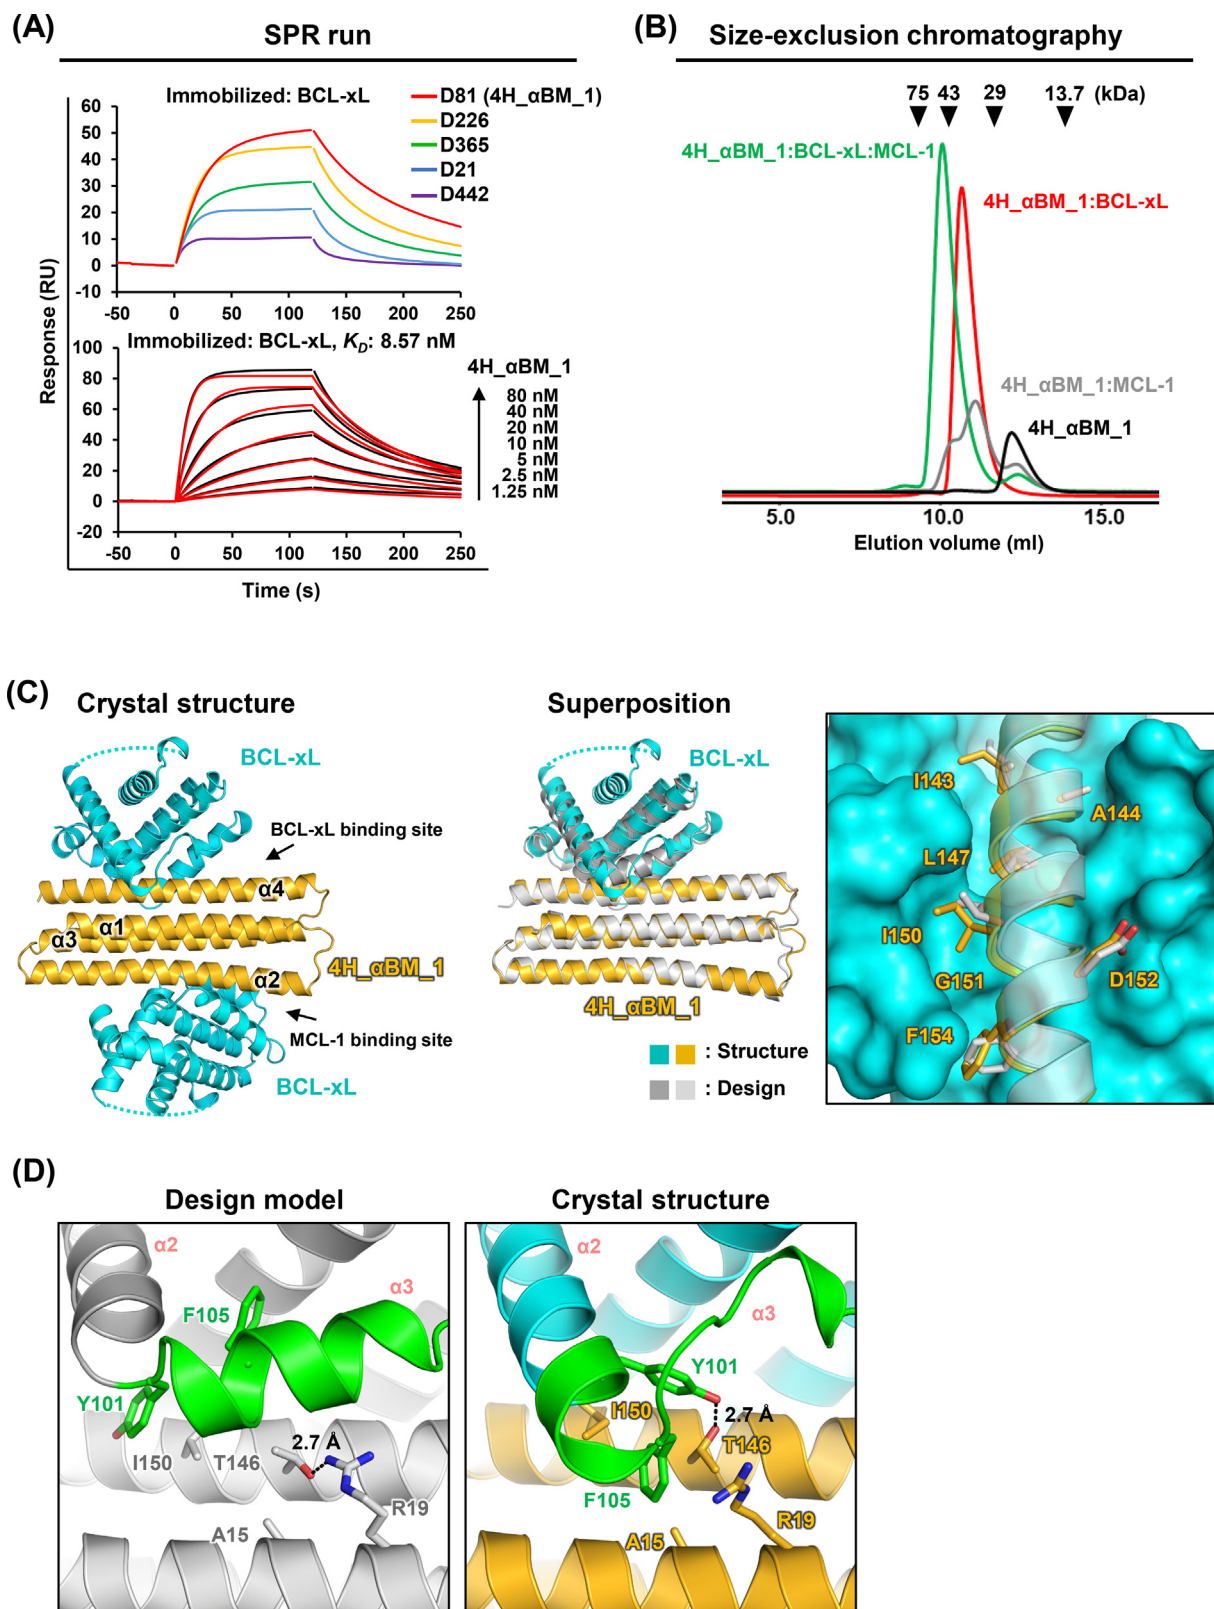 (A)
SPR run
Immobilized: BCL-xL
D81 (4H_αBM_1)
D226
D365
D21
D442
60
50
40
30
20
10
0
-10
-50 0 50 100 150 200 250
Immobilized: BCL-xL, KD: 8.57 nM
100
80
60
40
20
0
-20
4H_αBM_1
80 nM
40 nM
20 nM
10 nM
5 nM
2.5 nM
1.25 nM
-50 0 50 100 150 200 250
Response (RU)
Time (s)
(B)
Size-exclusion chromatography
75 43 29 13.7 (kDa)
4H_αBM_1:BCL-xL:MCL-1
4H_αBM_1:BCL-xL
4H_αBM_1:MCL-1
4H_αBM_1
5.0 10.0 15.0
Elution volume (ml)
(C)
Crystal structure
BCL-xL
BCL-xL binding site
α4
α1
α3
4H_αBM_1
α2
MCL-1 binding site
BCL-xL
Superposition
BCL-xL
4H_αBM_1
: Structure
: Design
I143
A144
L147
I150
G151
D152
F154
(D)
Design model
α2
α3
F105
Y101
2.7 Å
I150
T146
R19
A15
Crystal structure
α2
α3
Y101
I150
2.7 Å
T146
F105
R19
A15